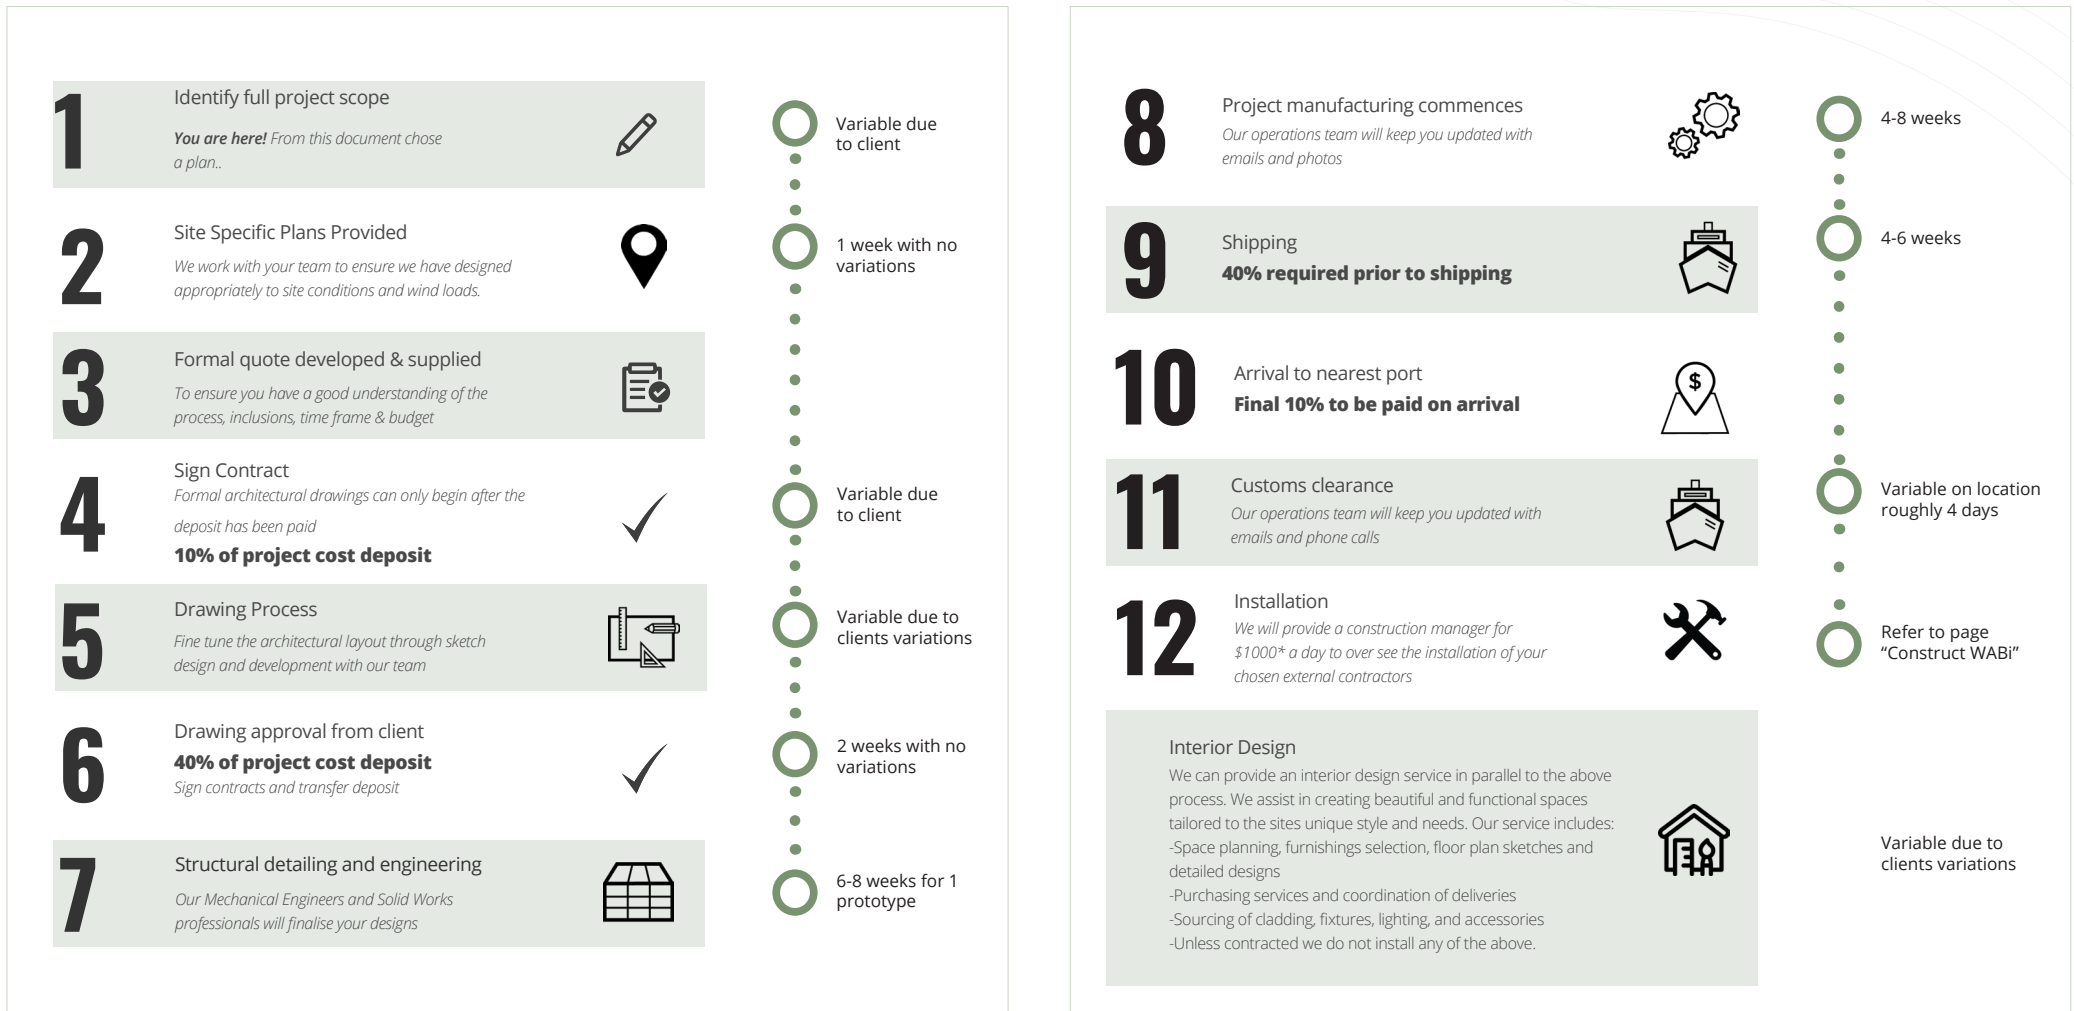 1
Identify full project scope
You are here! From this document chose
a plan..
Variable due
to client
2
Site Specific Plans Provided
We work with your team to ensure we have designed
appropriately to site conditions and wind loads.
1 week with no
variations
3
Formal quote developed & supplied
To ensure you have a good understanding of the
process, inclusions, time frame & budget
4
Sign Contract
Formal architectural drawings can only begin after the
deposit has been paid
10% of project cost deposit
Variable due
to client
5
Drawing Process
Fine tune the architectural layout through sketch
design and development with our team
Variable due to
clients variations
6
Drawing approval from client
40% of project cost deposit
Sign contracts and transfer deposit
2 weeks with no
variations
7
Structural detailing and engineering
Our Mechanical Engineers and Solid Works
professionals will finalise your designs
6-8 weeks for 1
prototype
8
Project manufacturing commences
Our operations team will keep you updated with
emails and photos
4-8 weeks
9
Shipping
40% required prior to shipping
4-6 weeks
10
Arrival to nearest port
Final 10% to be paid on arrival
$
11
Customs clearance
Our operations team will keep you updated with
emails and phone calls
Variable on location
roughly 4 days
12
Installation
We will provide a construction manager for
$1000* a day to over see the installation of your
chosen external contractors
Refer to page
“Construct WABi”
Interior Design
We can provide an interior design service in parallel to the above
process. We assist in creating beautiful and functional spaces
tailored to the sites unique style and needs. Our service includes:
-Space planning, furnishings selection, floor plan sketches and
detailed designs
-Purchasing services and coordination of deliveries
-Sourcing of cladding, fixtures, lighting, and accessories
-Unless contracted we do not install any of the above.
Variable due to
clients variations